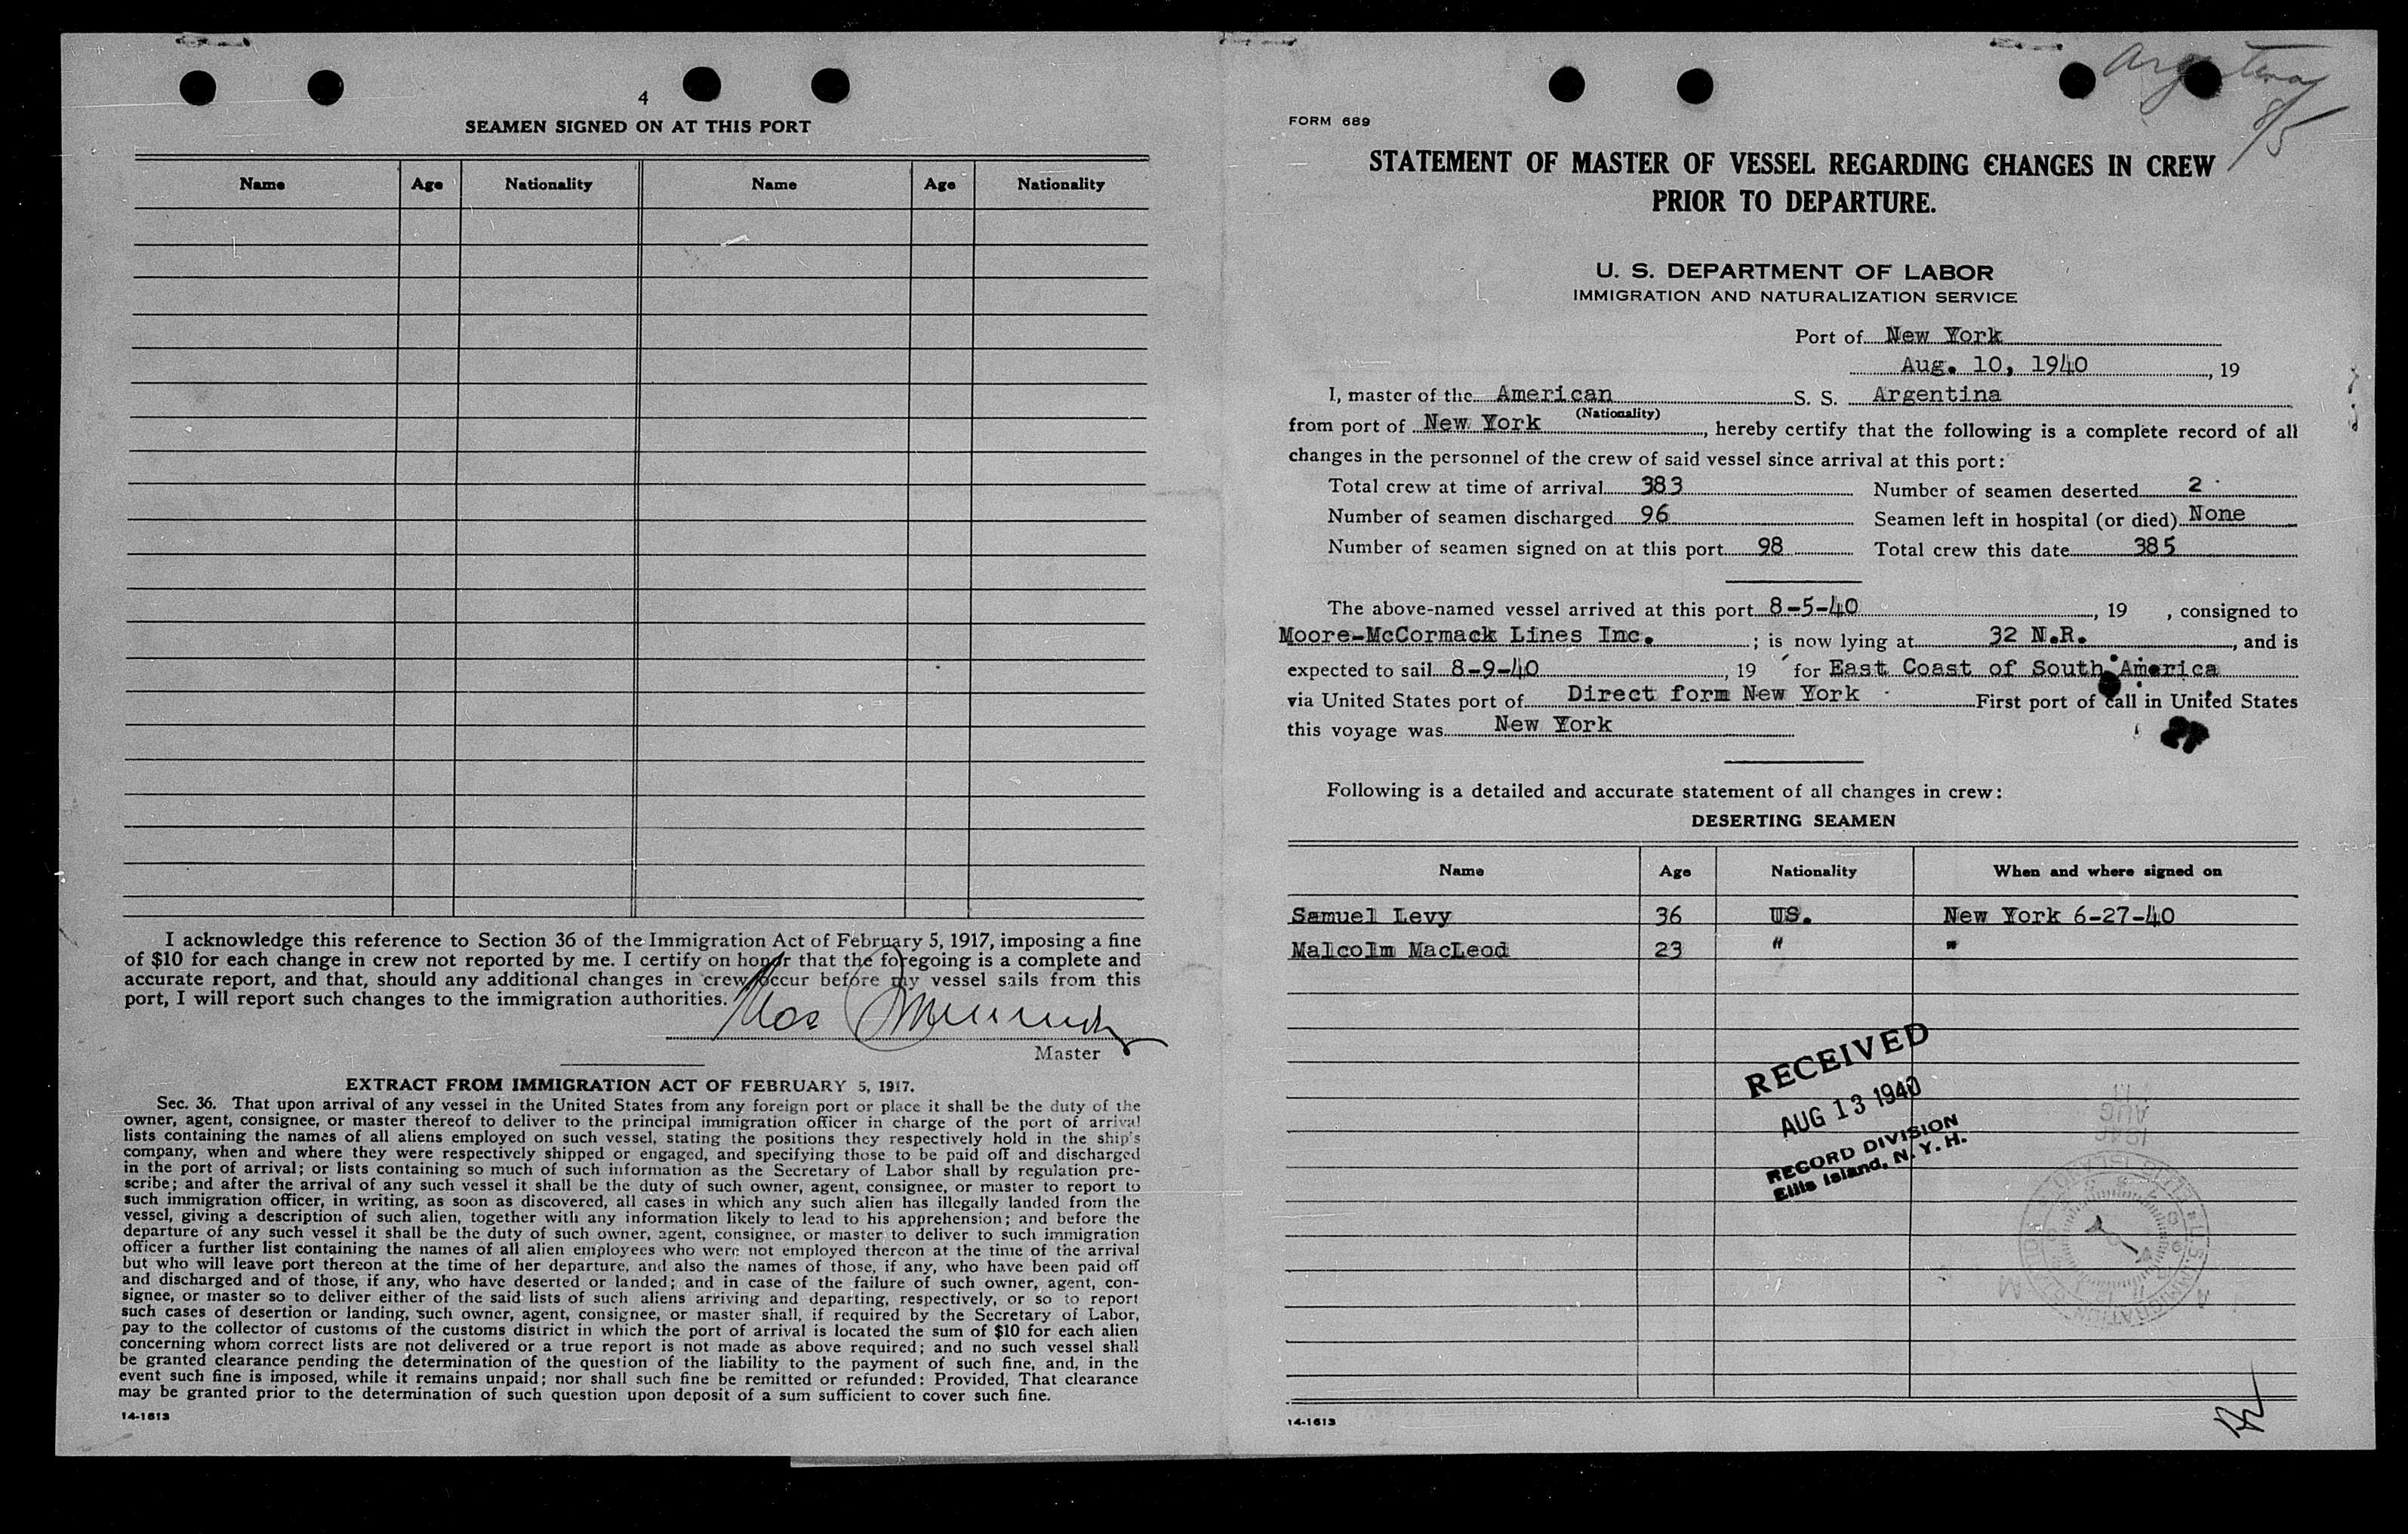 4
SEAMEN SIGNED ON AT THIS PORT
Name Age Nationality Name Age Nationality
I acknowledge this reference to Section 36 of the Immigration Act of February 5, 1917, imposing a fine
of $10 for each change in crew not reported by me. I certify on honor that the foregoing is a complete and
accurate report, and that, should any additional changes in crew occur before my vessel sails from this
port, I will report such changes to the immigration authorities.
Master
EXTRACT FROM IMMIGRATION ACT OF FEBRUARY 5, 1917.
Sec. 36. That upon arrival of any vessel in the United States from any foreign port or place it shall be the duty of the
owner, agent, consignee, or master thereof to deliver to the principal immigration officer in charge of the port of arrival
lists containing the names of all aliens employed on such vessel, stating the positions they respectively hold in the ship's
company, when and where they were respectively shipped or engaged, and specifying those to be paid off and discharged
in the port of arrival; or lists containing so much of such information as the Secretary of Labor shall by regulation pre-
scribe; and after the arrival of any such vessel it shall be the duty of such owner, agent, consignee, or master to report to
such immigration officer, in writing, as soon as discovered, all cases in which any such alien has illegally landed from the
vessel, giving a description of such alien, together with any information likely to lead to his apprehension; and before the
departure of any such vessel it shall be the duty of such owner, agent, consignee, or master to deliver to such immigration
officer a further list containing the names of all alien employees who were not employed thereon at the time of the arrival
but who will leave port thereon at the time of her departure, and also the names of those, if any, who have been paid off
and discharged and of those, if any, who have deserted or landed; and in case of the failure of such owner, agent, con-
signee, or master so to deliver either of the said lists of such aliens arriving and departing, respectively, or so to report
such cases of desertion or landing, such owner, agent, consignee, or master shall, if required by the Secretary of Labor,
pay to the collector of customs of the customs district in which the port of arrival is located the sum of $10 for each alien
concerning whom correct lists are not delivered or a true report is not made as above required; and no such vessel shall
be granted clearance pending the determination of the question of the liability to the payment of such fine, and, in the
event such fine is imposed, while it remains unpaid; nor shall such fine be remitted or refunded: Provided, That clearance
may be granted prior to the determination of such question upon deposit of a sum sufficient to cover such fine.
14-1613
Argentina
8/5
FORM 689
STATEMENT OF MASTER OF VESSEL REGARDING CHANGES IN CREW
PRIOR TO DEPARTURE.
U. S. DEPARTMENT OF LABOR
IMMIGRATION AND NATURALIZATION SERVICE
Port of New York
Aug. 10, 1940, 19
I, master of the American S. S. Argentina
(Nationality)
from port of New York, hereby certify that the following is a complete record of all
changes in the personnel of the crew of said vessel since arrival at this port:
Total crew at time of arrival 383 Number of seamen deserted 2
Number of seamen discharged 96 Seamen left in hospital (or died) None
Number of seamen signed on at this port 98 Total crew this date 385
The above-named vessel arrived at this port 8-5-40, 19 , consigned to
Moore-McCormack Lines Inc. ; is now lying at 32 N.R., and is
expected to sail 8-9-40, 19 for East Coast of South America
via United States port of Direct form New York First port of call in United States
this voyage was New York
Following is a detailed and accurate statement of all changes in crew:
DESERTING SEAMEN
Name Age Nationality When and where signed on
Samuel Levy 36 US. New York 6-27-40
Malcolm MacLeod 23 " "
RECEIVED
AUG 13 1940
RECORD DIVISION
Ellis Island, N. Y. H.
14-1613